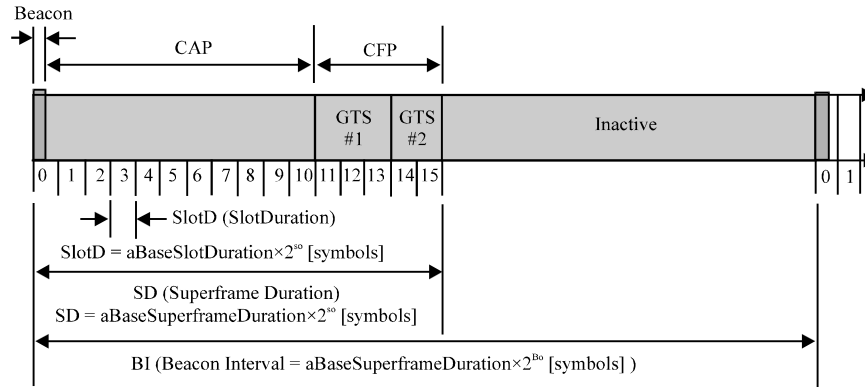 Beacon
CAP
CFP
GTS #1
GTS #2
Inactive
0 1 2 3 4 5 6 7 8 9 10 11 12 13 14 15 0 1
SlotD (SlotDuration)
SlotD = aBaseSlotDuration×2^so [symbols]
SD (Superframe Duration)
SD = aBaseSuperframeDuration×2^so [symbols]
BI (Beacon Interval = aBaseSuperframeDuration×2^Bo [symbols] )